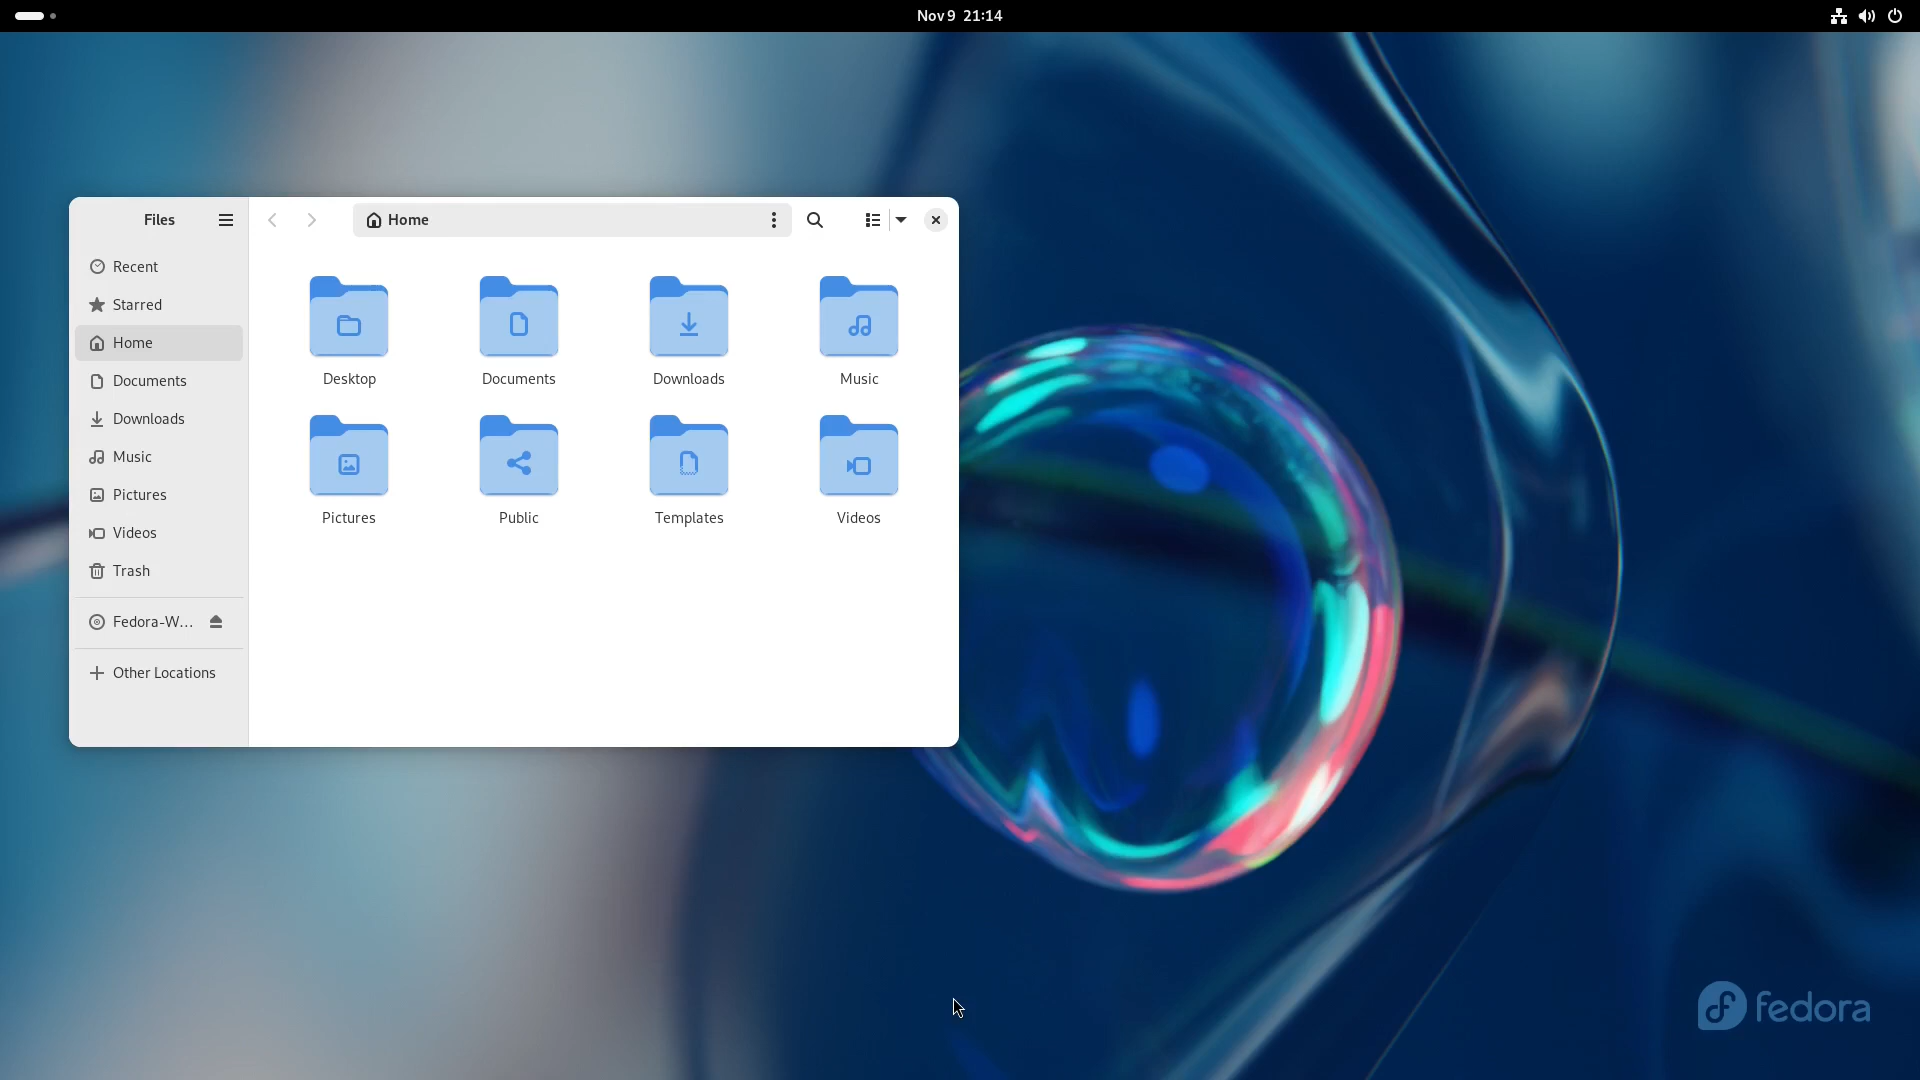 Nov 9 21:14
Files
Home
Recent
Starred
Home
Documents
Downloads
Music
Pictures
Videos
Trash
Fedora-W...
Other Locations
Desktop
Documents
Downloads
Music
Pictures
Public
Templates
Videos
fedora